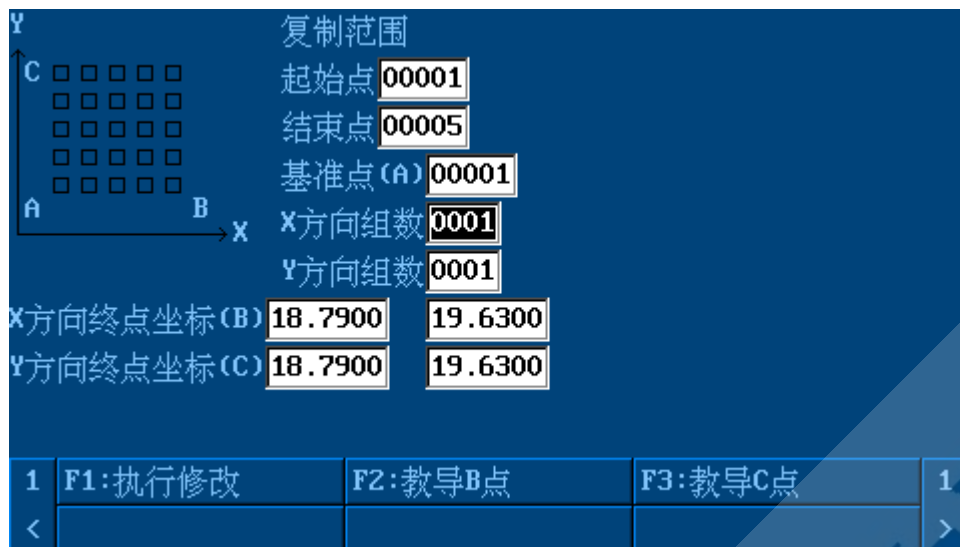 Y
复制范围
C
起始点 00001
结束点 00005
基准点(A) 00001
A B
X
X方向组数 0001
Y方向组数 0001
X方向终点坐标(B) 18.7900 19.6300
Y方向终点坐标(C) 18.7900 19.6300
1 F1:执行修改 F2:教导B点 F3:教导C点 1
< >